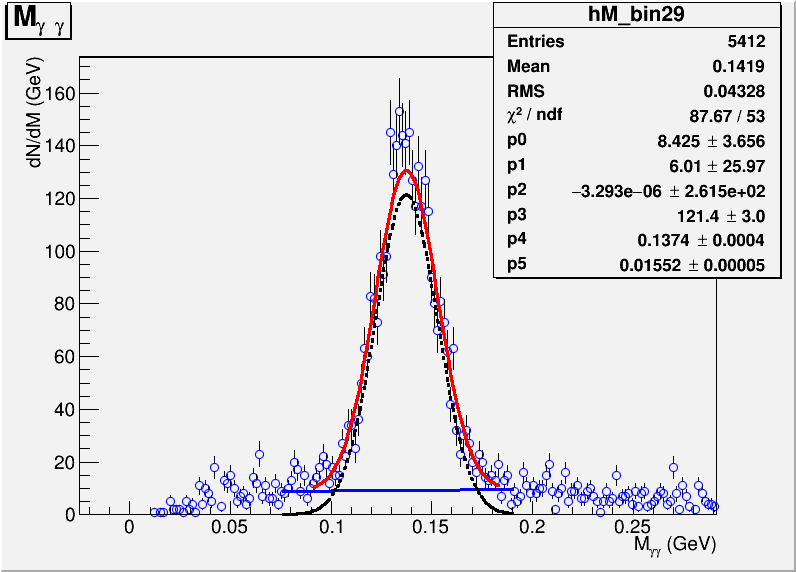 Mγ γ
hM_bin29
Entries 5412
Mean 0.1419
RMS 0.04328
χ² / ndf 87.67 / 53
p0 8.425 ± 3.656
p1 6.01 ± 25.97
p2 −3.293e−06 ± 2.615e+02
p3 121.4 ± 3.0
p4 0.1374 ± 0.0004
p5 0.01552 ± 0.00005
dN/dM (GeV)
160
140
120
100
80
60
40
20
0
0 0.05 0.1 0.15 0.2 0.25
Mγγ (GeV)